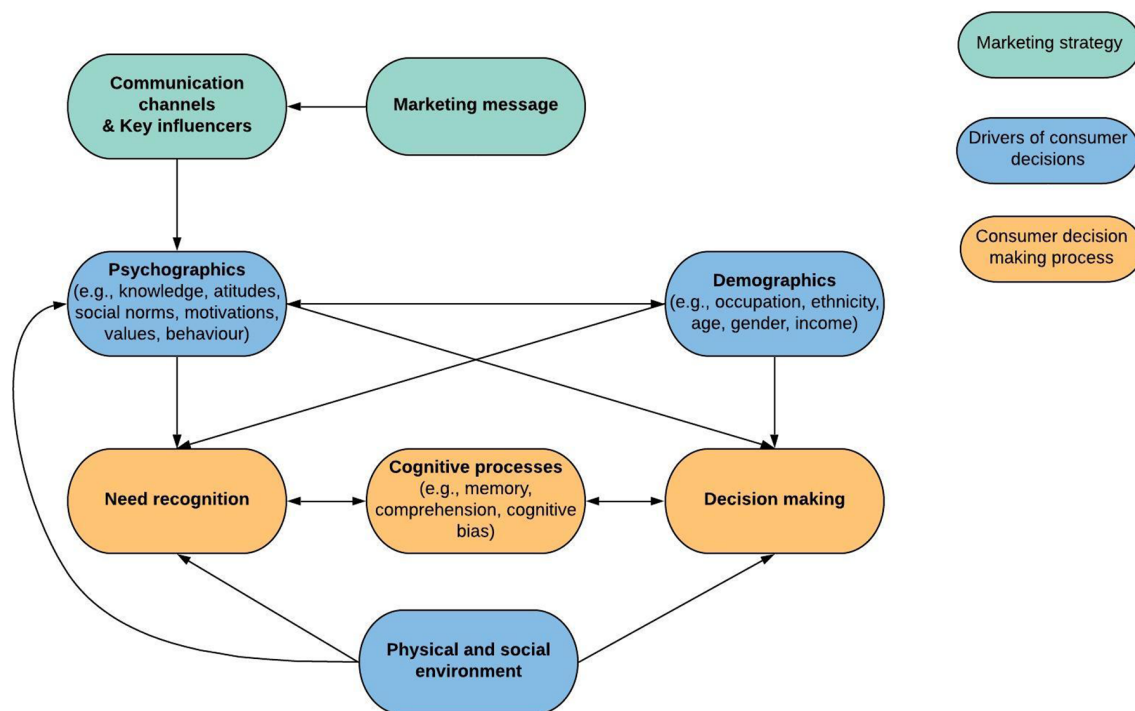 Marketing strategy
Communication
channels
& Key influencers
Marketing message
Drivers of consumer
decisions
Consumer decision
making process
Psychographics
(e.g., knowledge, atitudes,
social norms, motivations,
values, behaviour)
Demographics
(e.g., occupation, ethnicity,
age, gender, income)
Need recognition
Cognitive processes
(e.g., memory,
comprehension, cognitive
bias)
Decision making
Physical and social
environment